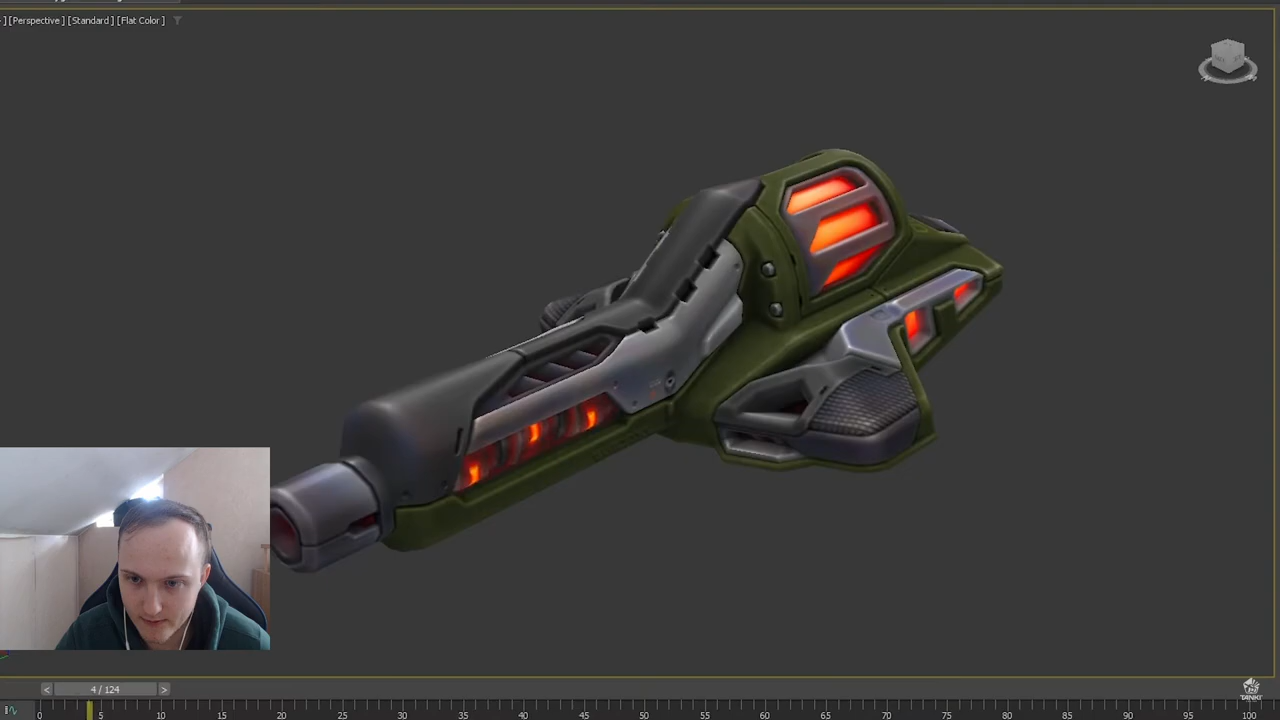 ] [Perspective ] [Standard ] [Flat Color ]
< 4 / 124 >
0 5 10 15 20 25 30 35 40 45 50 55 60 65 70 75 80 85 90 95 100
TANKI